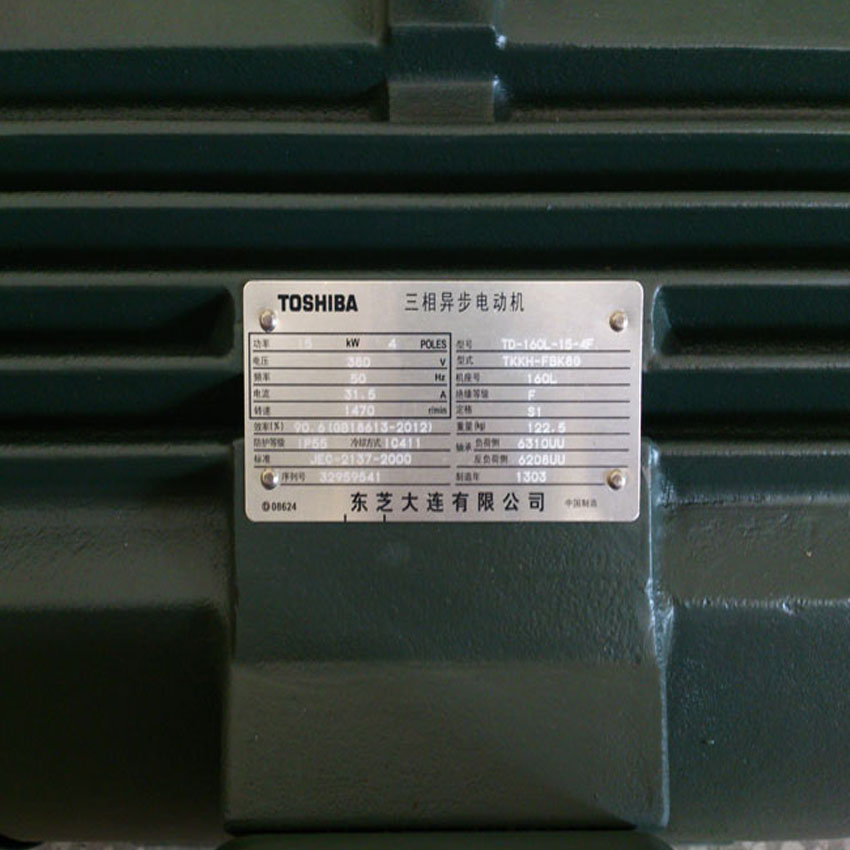 TOSHIBA 三相异步电动机
功率 15 kW 4 POLES 型号 TD-160L-15-4F
电压 380 V 型式 TKKH-FBK89
频率 50 Hz 机座号 160L
电流 31.5 A 绝缘等级 F
转速 1470 r/min 定格 S1
效率(%) 90.6(GB18613-2012) 重量(kg) 122.5
防护等级 IP55 冷却方式 IC411 轴承 负荷侧 6310UU
标准 JEC-2137-2000 反负荷侧 6208UU
序列号 32959541 制造年 1303
D 08624 东芝大连有限公司 中国制造